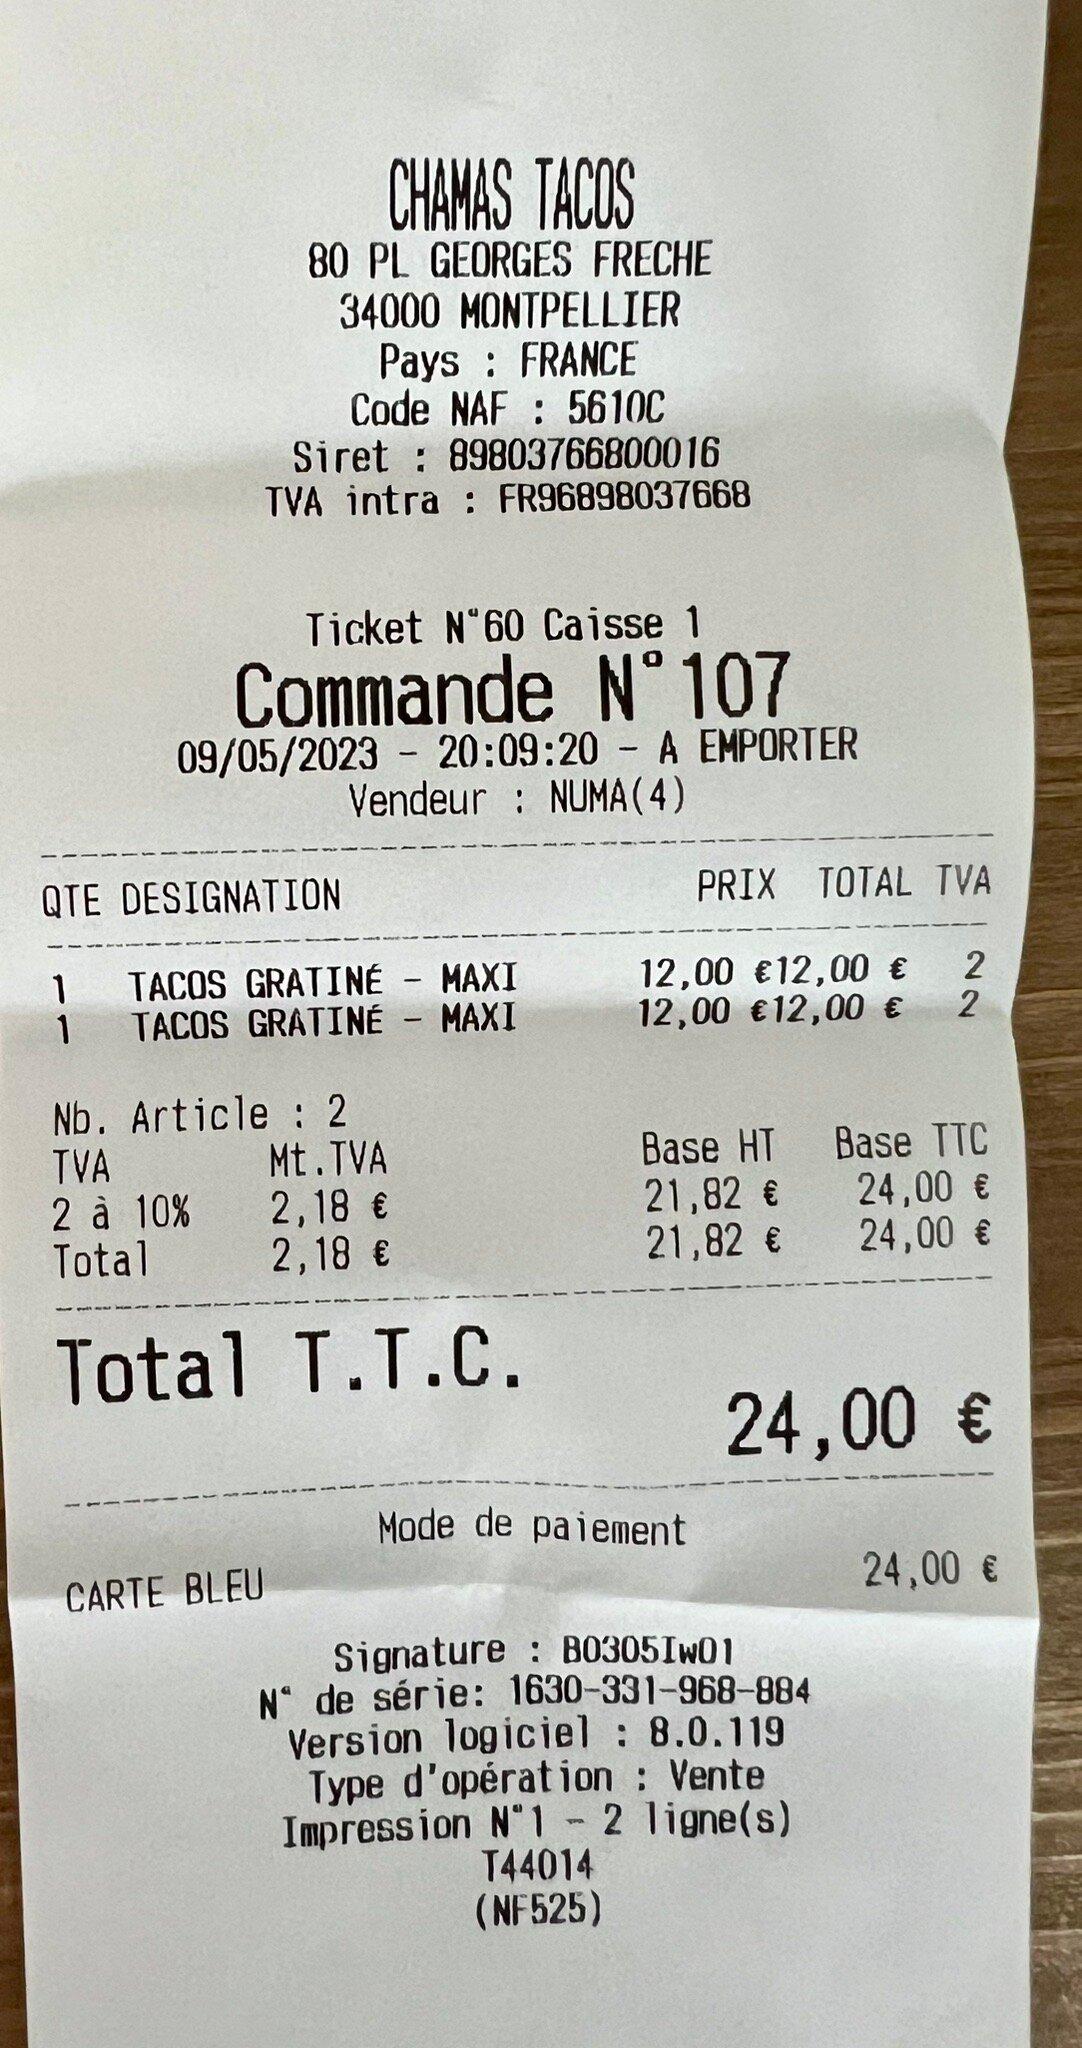 CHAMAS TACOS
80 PL GEORGES FRECHE
34000 MONTPELLIER
Pays : FRANCE
Code NAF : 5610C
Siret : 89803766800016
TVA intra : FR96898037668
Ticket N°60 Caisse 1
Commande N°107
09/05/2023 - 20:09:20 - A EMPORTER
Vendeur : NUMA(4)
QTE DESIGNATION PRIX TOTAL TVA
1 TACOS GRATINÉ - MAXI 12,00 €12,00 € 2
1 TACOS GRATINÉ - MAXI 12,00 €12,00 € 2
Nb. Article : 2
TVA Mt.TVA Base HT Base TTC
2 à 10% 2,18 € 21,82 € 24,00 €
Total 2,18 € 21,82 € 24,00 €
Total T.T.C.
24,00 €
Mode de paiement
CARTE BLEU 24,00 €
Signature : B0305IwO1
N° de série: 1630-331-968-884
Version logiciel : 8.0.119
Type d'opération : Vente
Impression N°1 - 2 ligne(s)
T44014
(NF525)